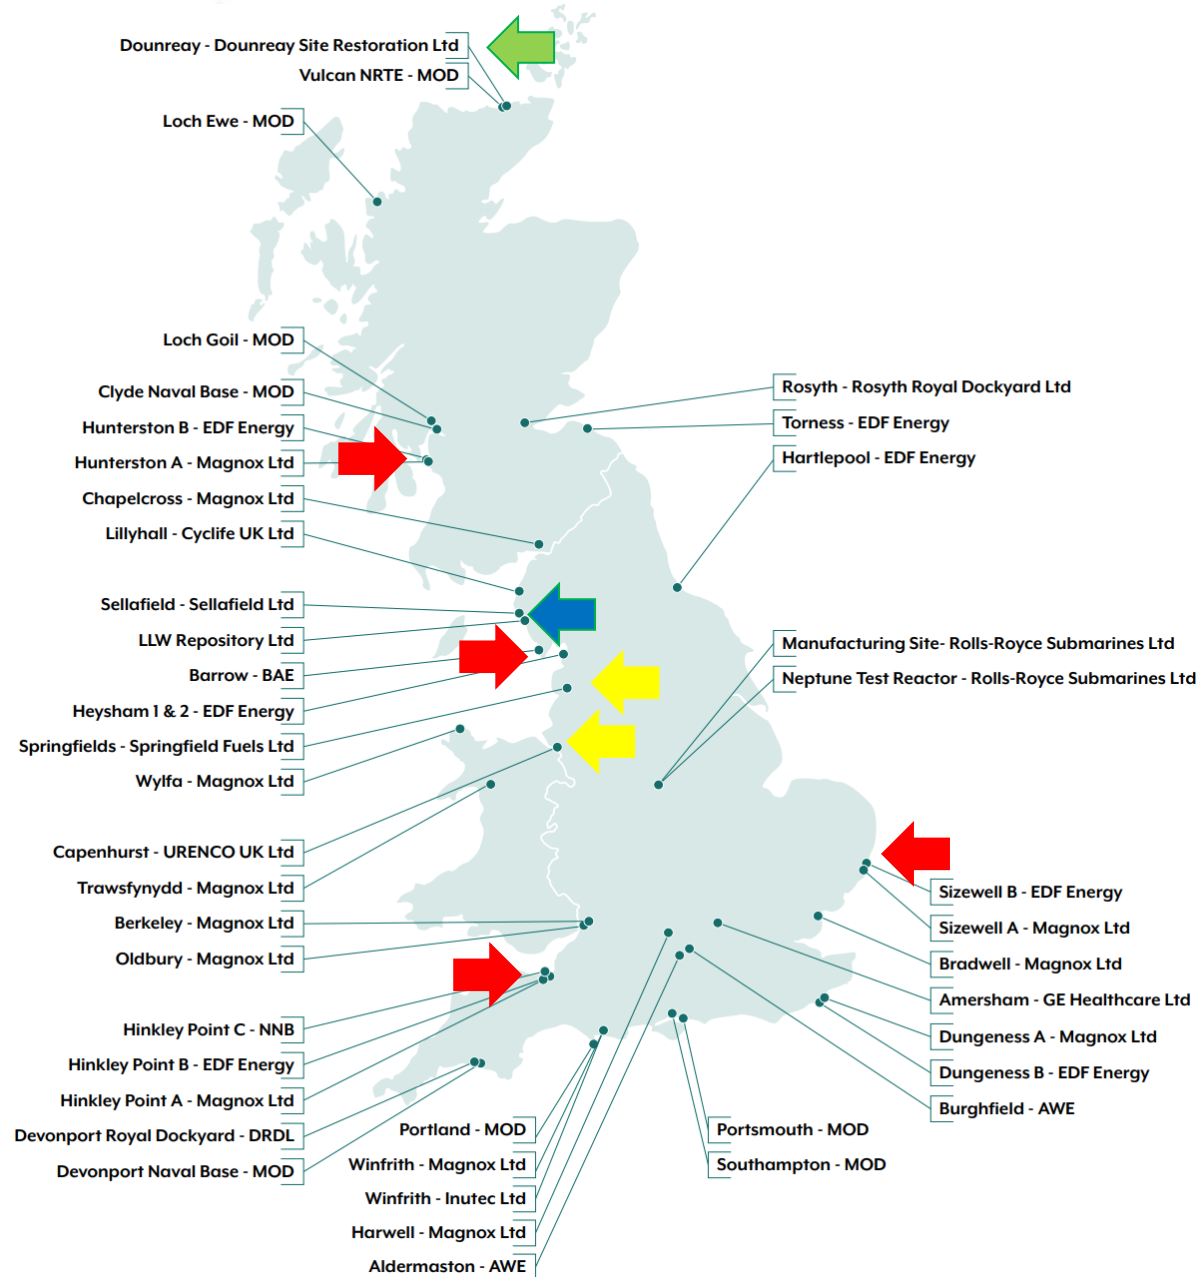 Dounreay - Dounreay Site Restoration Ltd
Vulcan NRTE - MOD
Loch Ewe - MOD
Loch Goil - MOD
Clyde Naval Base - MOD
Hunterston B - EDF Energy
Hunterston A - Magnox Ltd
Chapelcross - Magnox Ltd
Lillyhall - Cyclife UK Ltd
Sellafield - Sellafield Ltd
LLW Repository Ltd
Barrow - BAE
Heysham 1 & 2 - EDF Energy
Springfields - Springfield Fuels Ltd
Wylfa - Magnox Ltd
Capenhurst - URENCO UK Ltd
Trawsfynydd - Magnox Ltd
Berkeley - Magnox Ltd
Oldbury - Magnox Ltd
Hinkley Point C - NNB
Hinkley Point B - EDF Energy
Hinkley Point A - Magnox Ltd
Devonport Royal Dockyard - DRDL
Devonport Naval Base - MOD
Portland - MOD
Winfrith - Magnox Ltd
Winfrith - Inutec Ltd
Harwell - Magnox Ltd
Aldermaston - AWE
Rosyth - Rosyth Royal Dockyard Ltd
Torness - EDF Energy
Hartlepool - EDF Energy
Manufacturing Site- Rolls-Royce Submarines Ltd
Neptune Test Reactor - Rolls-Royce Submarines Ltd
Sizewell B - EDF Energy
Sizewell A - Magnox Ltd
Bradwell - Magnox Ltd
Amersham - GE Healthcare Ltd
Dungeness A - Magnox Ltd
Dungeness B - EDF Energy
Burghfield - AWE
Portsmouth - MOD
Southampton - MOD